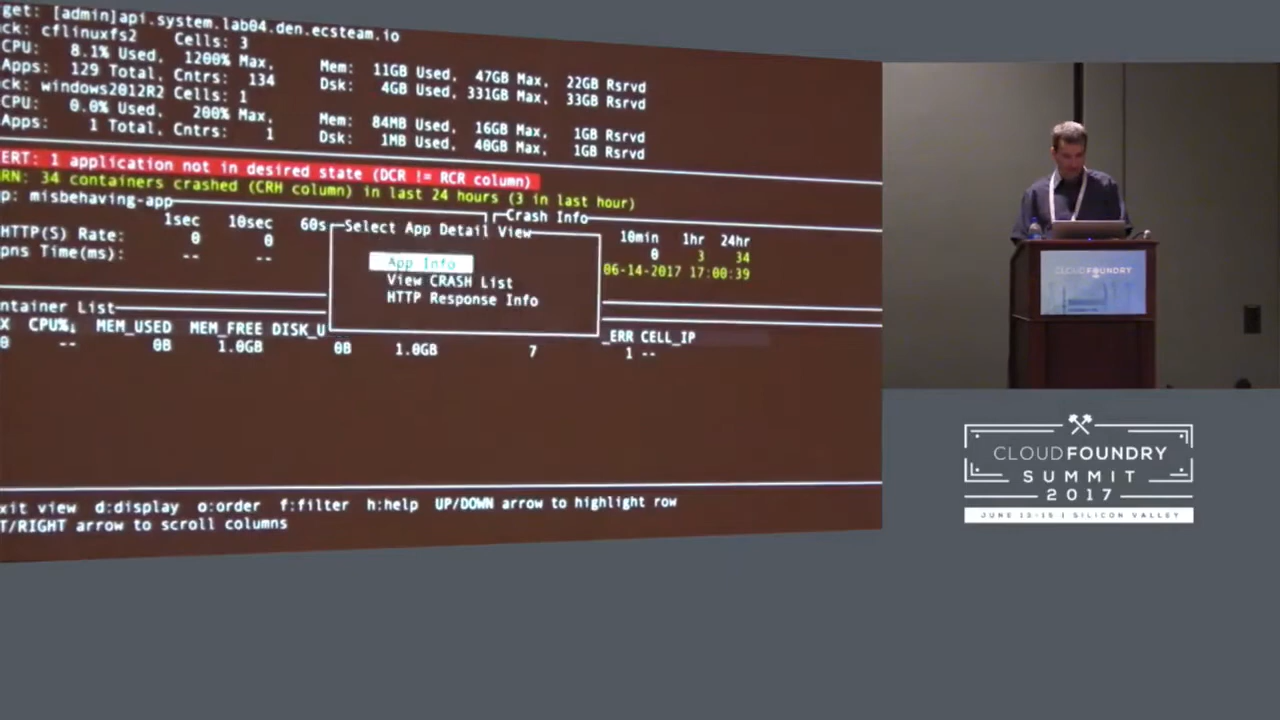 get: [admin]api.system.lab04.den.ecsteam.io
ck: cflinuxfs2 Cells: 3
CPU: 8.1% Used, 1200% Max, Mem: 11GB Used, 47GB Max, 22GB Rsrvd
Apps: 129 Total, Cntrs: 134 Dsk: 4GB Used, 331GB Max, 33GB Rsrvd
ck: windows2012R2 Cells: 1
CPU: 0.0% Used, 200% Max, Mem: 84MB Used, 16GB Max, 1GB Rsrvd
Apps: 1 Total, Cntrs: 1 Dsk: 1MB Used, 40GB Max, 1GB Rsrvd
ERT: 1 application not in desired state (DCR != RCR column)
RN: 34 containers crashed (CRH column) in last 24 hours (3 in last hour)
p: misbehaving-app Crash Info
1sec 10sec 60s Select App Detail View 10min 1hr 24hr
HTTP(S) Rate: 0 0 0 3 34
pns Time(ms): -- -- 06-14-2017 17:00:39
App Info
View CRASH List
HTTP Response Info
ntainer List
X CPU%↓ MEM_USED MEM_FREE DISK_U _ERR CELL_IP
0 -- 0B 1.0GB 0B 1.0GB 7 1 --
xit view d:display o:order f:filter h:help UP/DOWN arrow to highlight row
T/RIGHT arrow to scroll columns
CLOUDFOUNDRY
CLOUDFOUNDRY
SUMMIT
2017
JUNE 13-15 | SILICON VALLEY